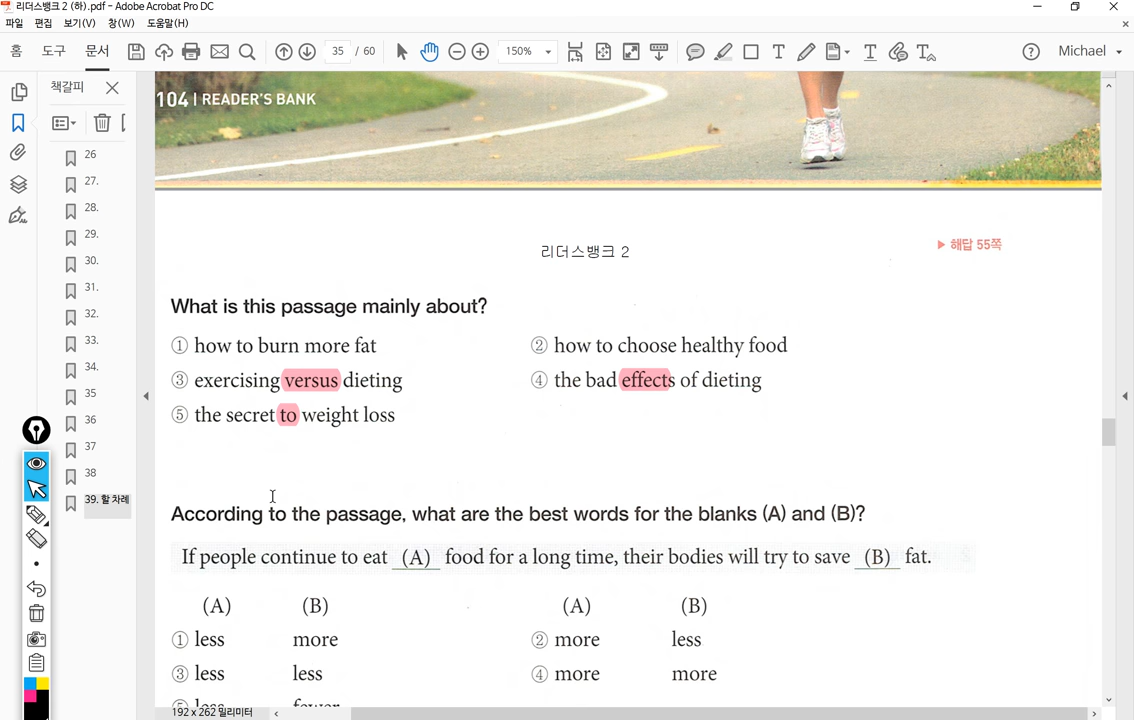 리더스뱅크 2 (하).pdf - Adobe Acrobat Pro DC
파일 편집 보기(V) 창(W) 도움말(H)
홈 도구 문서 35 / 60 150% Michael
책갈피
26
27.
28.
29.
30.
31.
32.
33.
34.
35
36
37
38
39. 할 차례
104 | READER'S BANK
리더스뱅크 2
▶ 해답 55쪽
What is this passage mainly about?
① how to burn more fat ② how to choose healthy food
③ exercising versus dieting ④ the bad effects of dieting
⑤ the secret to weight loss
According to the passage, what are the best words for the blanks (A) and (B)?
If people continue to eat (A) food for a long time, their bodies will try to save (B) fat.
(A) (B) (A) (B)
① less more ② more less
③ less less ④ more more
⑤ less fewer
192 x 262 밀리미터